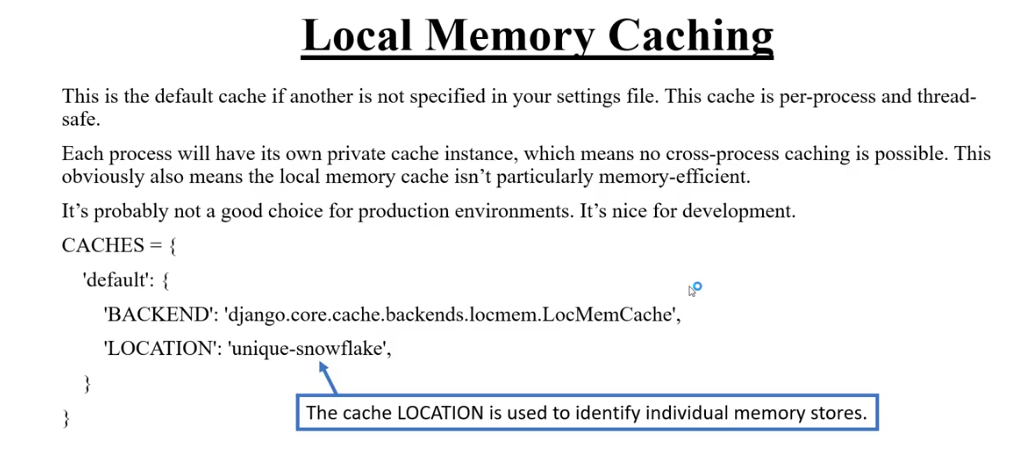 Local Memory Caching
This is the default cache if another is not specified in your settings file. This cache is per-process and thread-
safe.
Each process will have its own private cache instance, which means no cross-process caching is possible. This
obviously also means the local memory cache isn’t particularly memory-efficient.
It’s probably not a good choice for production environments. It’s nice for development.
CACHES = {
'default': {
'BACKEND': 'django.core.cache.backends.locmem.LocMemCache',
'LOCATION': 'unique-snowflake',
}
}
The cache LOCATION is used to identify individual memory stores.